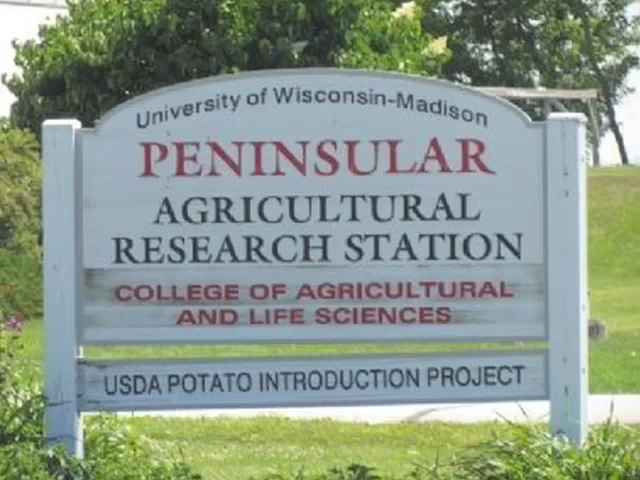 University of Wisconsin-Madison
PENINSULAR
AGRICULTURAL
RESEARCH STATION
COLLEGE OF AGRICULTURAL
AND LIFE SCIENCES
USDA POTATO INTRODUCTION PROJECT